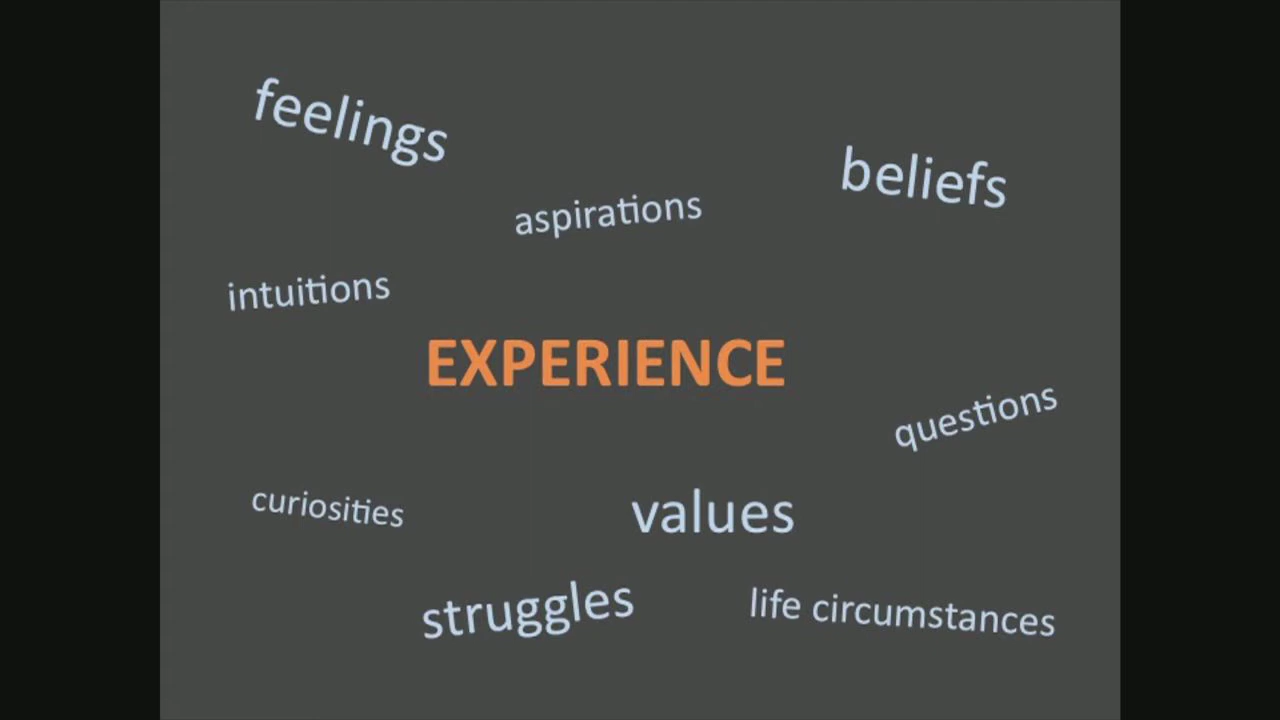 feelings
beliefs
aspirations
intuitions
EXPERIENCE
questions
curiosities
values
struggles
life circumstances